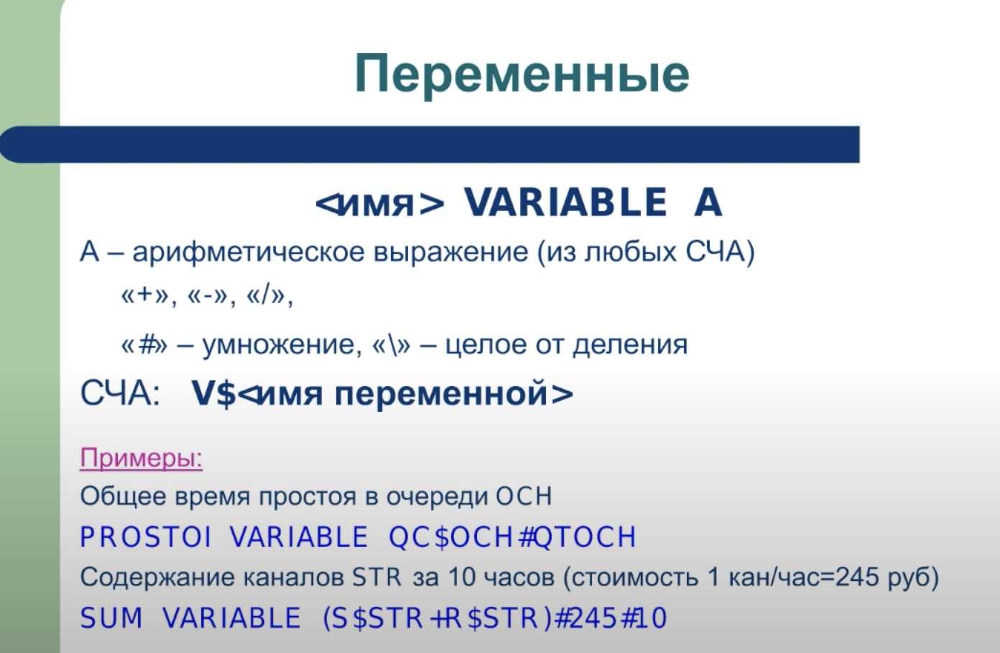 Переменные
<имя> VARIABLE A
А – арифметическое выражение (из любых СЧА)
«+», «-», «/»,
«#» – умножение, «\» – целое от деления
СЧА: V$<имя переменной>
Примеры:
Общее время простоя в очереди OCH
PROSTOI VARIABLE QC$OCH#QTOCH
Содержание каналов STR за 10 часов (стоимость 1 кан/час=245 руб)
SUM VARIABLE (S$STR+R$STR)#245#10